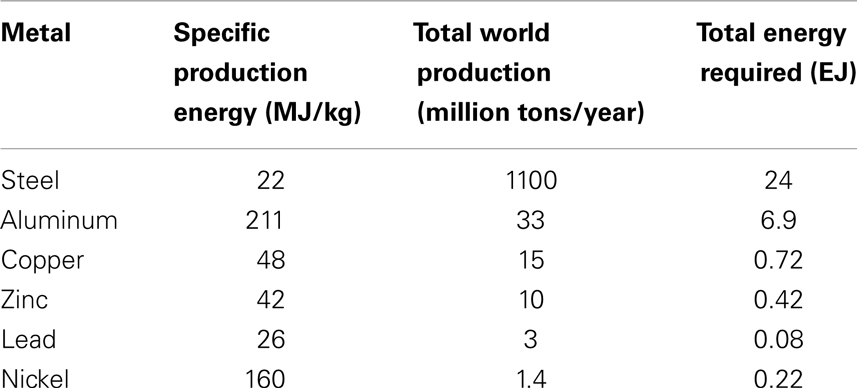 Metal Specific Total world Total energy
production production required (EJ)
energy (MJ/kg) (million tons/year)
Steel 22 1100 24
Aluminum 211 33 6.9
Copper 48 15 0.72
Zinc 42 10 0.42
Lead 26 3 0.08
Nickel 160 1.4 0.22